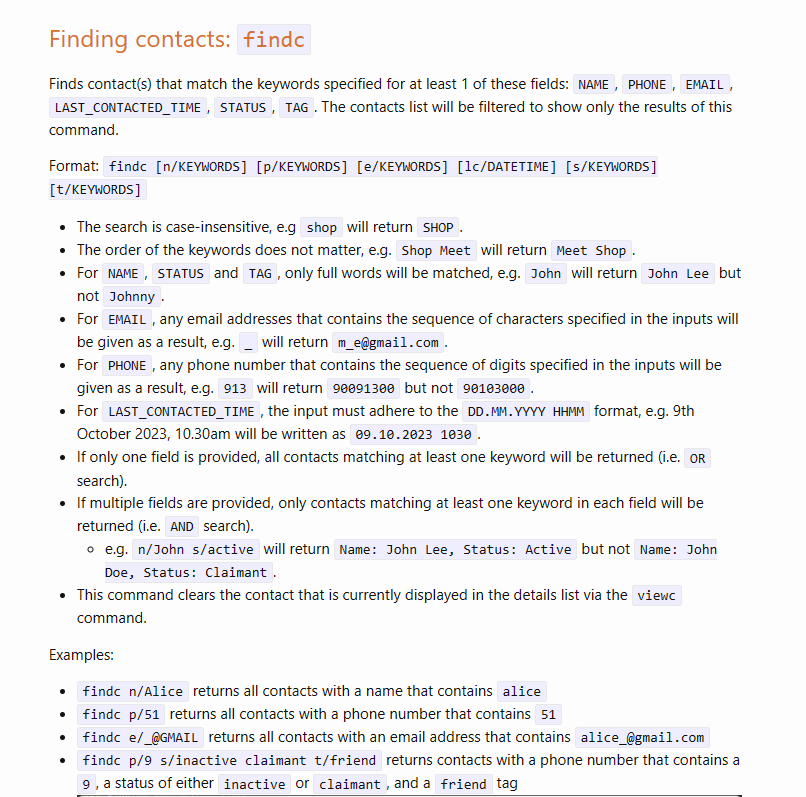 Finding contacts: findc
Finds contact(s) that match the keywords specified for at least 1 of these fields: NAME , PHONE , EMAIL ,
LAST_CONTACTED_TIME , STATUS , TAG . The contacts list will be filtered to show only the results of this
command.
Format: findc [n/KEYWORDS] [p/KEYWORDS] [e/KEYWORDS] [lc/DATETIME] [s/KEYWORDS]
[t/KEYWORDS]
• The search is case-insensitive, e.g shop will return SHOP .
• The order of the keywords does not matter, e.g. Shop Meet will return Meet Shop .
• For NAME , STATUS and TAG , only full words will be matched, e.g. John will return John Lee but
not Johnny .
• For EMAIL , any email addresses that contains the sequence of characters specified in the inputs will
be given as a result, e.g. _ will return m_e@gmail.com .
• For PHONE , any phone number that contains the sequence of digits specified in the inputs will be
given as a result, e.g. 913 will return 90091300 but not 90103000 .
• For LAST_CONTACTED_TIME , the input must adhere to the DD.MM.YYYY HHMM format, e.g. 9th
October 2023, 10.30am will be written as 09.10.2023 1030 .
• If only one field is provided, all contacts matching at least one keyword will be returned (i.e. OR
search).
• If multiple fields are provided, only contacts matching at least one keyword in each field will be
returned (i.e. AND search).
○ e.g. n/John s/active will return Name: John Lee, Status: Active but not Name: John
Doe, Status: Claimant .
• This command clears the contact that is currently displayed in the details list via the viewc
command.
Examples:
• findc n/Alice returns all contacts with a name that contains alice
• findc p/51 returns all contacts with a phone number that contains 51
• findc e/_@GMAIL returns all contacts with an email address that contains alice_@gmail.com
• findc p/9 s/inactive claimant t/friend returns contacts with a phone number that contains a
9 , a status of either inactive or claimant , and a friend tag